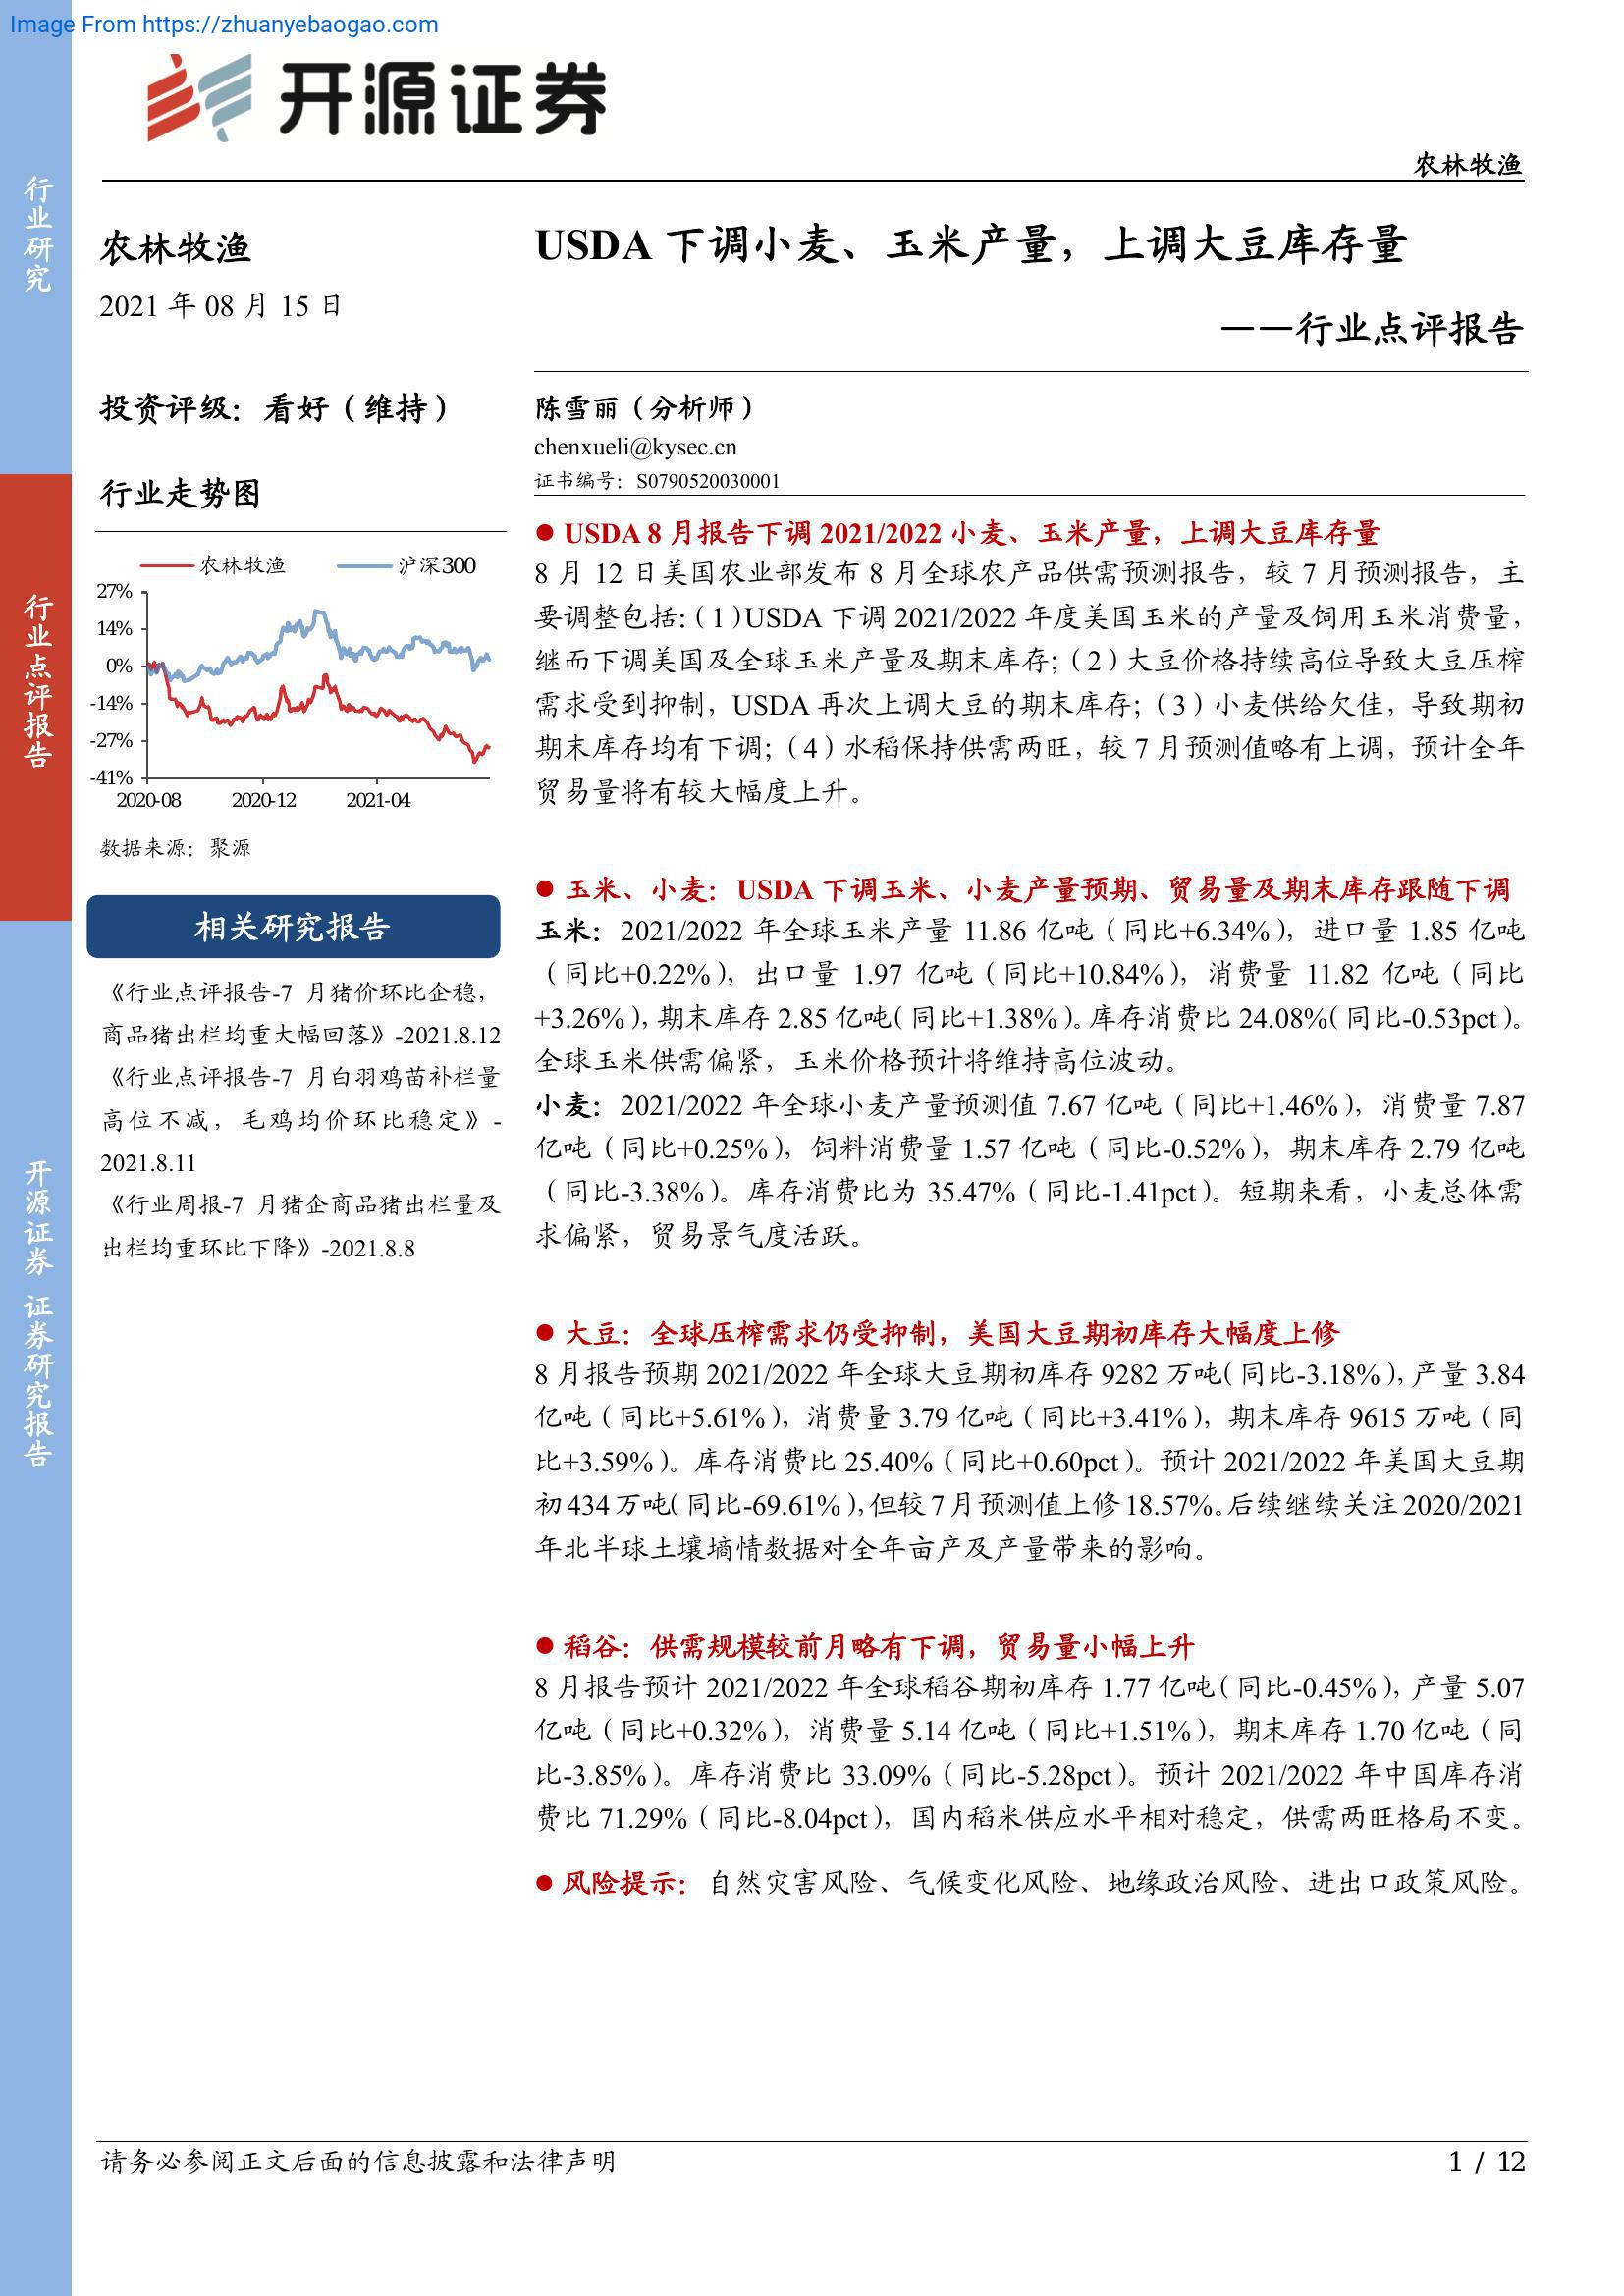 Image From https://zhuanyebaogao.com
开源证券
农林牧渔
行业研究
行业点评报告
开源证券 证券研究报告
农林牧渔
2021 年 08 月 15 日
投资评级：看好（维持）
行业走势图
农林牧渔 沪深300
27%
14%
0%
-14%
-27%
-41%
2020-08 2020-12 2021-04
数据来源：聚源
相关研究报告
《行业点评报告-7 月猪价环比企稳，
商品猪出栏均重大幅回落》-2021.8.12
《行业点评报告-7 月白羽鸡苗补栏量
高位不减，毛鸡均价环比稳定》-
2021.8.11
《行业周报-7 月猪企商品猪出栏量及
出栏均重环比下降》-2021.8.8
USDA 下调小麦、玉米产量，上调大豆库存量
——行业点评报告
陈雪丽（分析师）
chenxueli@kysec.cn
证书编号：S0790520030001
● USDA 8 月报告下调 2021/2022 小麦、玉米产量，上调大豆库存量
8 月 12 日美国农业部发布 8 月全球农产品供需预测报告，较 7 月预测报告，主
要调整包括:（1）USDA 下调 2021/2022 年度美国玉米的产量及饲用玉米消费量，
继而下调美国及全球玉米产量及期末库存;（2）大豆价格持续高位导致大豆压榨
需求受到抑制，USDA 再次上调大豆的期末库存;（3）小麦供给欠佳，导致期初
期末库存均有下调;（4）水稻保持供需两旺，较 7 月预测值略有上调，预计全年
贸易量将有较大幅度上升。
● 玉米、小麦：USDA 下调玉米、小麦产量预期、贸易量及期末库存跟随下调
玉米：2021/2022 年全球玉米产量 11.86 亿吨（同比+6.34%），进口量 1.85 亿吨
（同比+0.22%），出口量 1.97 亿吨（同比+10.84%），消费量 11.82 亿吨（同比
+3.26%），期末库存 2.85 亿吨（同比+1.38%）。库存消费比 24.08%（同比-0.53pct）。
全球玉米供需偏紧，玉米价格预计将维持高位波动。
小麦：2021/2022 年全球小麦产量预测值 7.67 亿吨（同比+1.46%），消费量 7.87
亿吨（同比+0.25%），饲料消费量 1.57 亿吨（同比-0.52%），期末库存 2.79 亿吨
（同比-3.38%）。库存消费比为 35.47%（同比-1.41pct）。短期来看，小麦总体需
求偏紧，贸易景气度活跃。
● 大豆：全球压榨需求仍受抑制，美国大豆期初库存大幅度上修
8 月报告预期 2021/2022 年全球大豆期初库存 9282 万吨（同比-3.18%），产量 3.84
亿吨（同比+5.61%），消费量 3.79 亿吨（同比+3.41%），期末库存 9615 万吨（同
比+3.59%）。库存消费比 25.40%（同比+0.60pct）。预计 2021/2022 年美国大豆期
初 434 万吨（同比-69.61%），但较 7 月预测值上修 18.57%。后续继续关注 2020/2021
年北半球土壤墒情数据对全年亩产及产量带来的影响。
● 稻谷：供需规模较前月略有下调，贸易量小幅上升
8 月报告预计 2021/2022 年全球稻谷期初库存 1.77 亿吨（同比-0.45%），产量 5.07
亿吨（同比+0.32%），消费量 5.14 亿吨（同比+1.51%），期末库存 1.70 亿吨（同
比-3.85%）。库存消费比 33.09%（同比-5.28pct）。预计 2021/2022 年中国库存消
费比 71.29%（同比-8.04pct），国内稻米供应水平相对稳定，供需两旺格局不变。
● 风险提示：自然灾害风险、气候变化风险、地缘政治风险、进出口政策风险。
请务必参阅正文后面的信息披露和法律声明
1 / 12